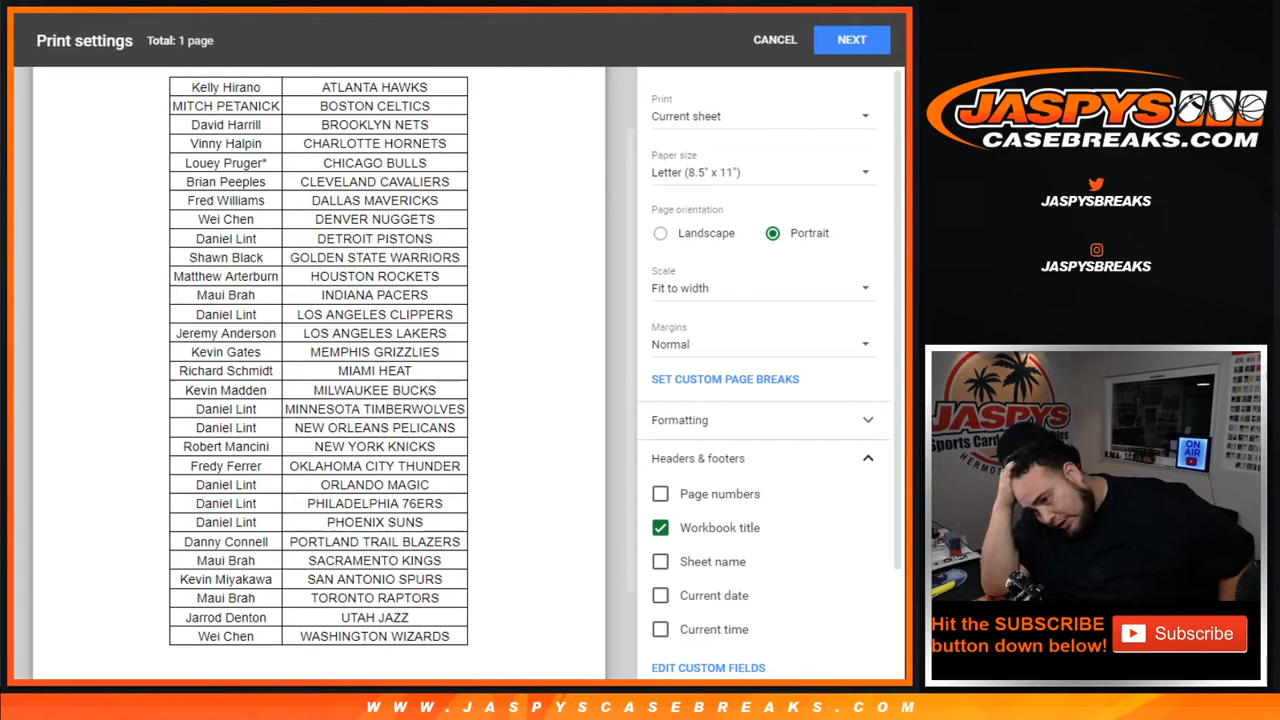 Print settings Total: 1 page CANCEL NEXT
Kelly Hirano ATLANTA HAWKS
MITCH PETANICK BOSTON CELTICS
David Harrill BROOKLYN NETS
Vinny Halpin CHARLOTTE HORNETS
Louey Pruger* CHICAGO BULLS
Brian Peeples CLEVELAND CAVALIERS
Fred Williams DALLAS MAVERICKS
Wei Chen DENVER NUGGETS
Daniel Lint DETROIT PISTONS
Shawn Black GOLDEN STATE WARRIORS
Matthew Arterburn HOUSTON ROCKETS
Maui Brah INDIANA PACERS
Daniel Lint LOS ANGELES CLIPPERS
Jeremy Anderson LOS ANGELES LAKERS
Kevin Gates MEMPHIS GRIZZLIES
Richard Schmidt MIAMI HEAT
Kevin Madden MILWAUKEE BUCKS
Daniel Lint MINNESOTA TIMBERWOLVES
Daniel Lint NEW ORLEANS PELICANS
Robert Mancini NEW YORK KNICKS
Fredy Ferrer OKLAHOMA CITY THUNDER
Daniel Lint ORLANDO MAGIC
Daniel Lint PHILADELPHIA 76ERS
Daniel Lint PHOENIX SUNS
Danny Connell PORTLAND TRAIL BLAZERS
Maui Brah SACRAMENTO KINGS
Kevin Miyakawa SAN ANTONIO SPURS
Maui Brah TORONTO RAPTORS
Jarrod Denton UTAH JAZZ
Wei Chen WASHINGTON WIZARDS
Print
Current sheet
Paper size
Letter (8.5" x 11")
Page orientation
Landscape Portrait
Scale
Fit to width
Margins
Normal
SET CUSTOM PAGE BREAKS
Formatting
Headers & footers
Page numbers
Workbook title
Sheet name
Current date
Current time
EDIT CUSTOM FIELDS
JASPYS
CASEBREAKS.COM
JASPYSBREAKS
JASPYSBREAKS
JASPYS
Sports Card
HERMOS
ON
AIR
Hit the SUBSCRIBE
button down below!
Subscribe
WWW.JASPYSCASEBREAKS.COM